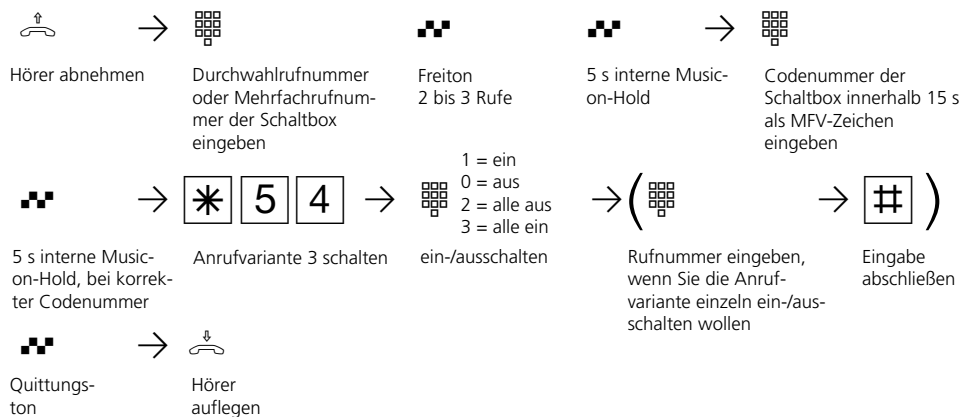 Hörer abnehmen
Durchwahlrufnummer
oder Mehrfachrufnum-
mer der Schaltbox
eingeben
Freiton
2 bis 3 Rufe
5 s interne Music-
on-Hold
Codenummer der
Schaltbox innerhalb 15 s
als MFV-Zeichen
eingeben
5 s interne Music-
on-Hold, bei korrek-
ter Codenummer
* 5 4
Anrufvariante 3 schalten
1 = ein
0 = aus
2 = alle aus
3 = alle ein
ein-/ausschalten
(
Rufnummer eingeben,
wenn Sie die Anruf-
variante einzeln ein-/aus-
schalten wollen
# )
Eingabe
abschließen
Quittungs-
ton
Hörer
auflegen